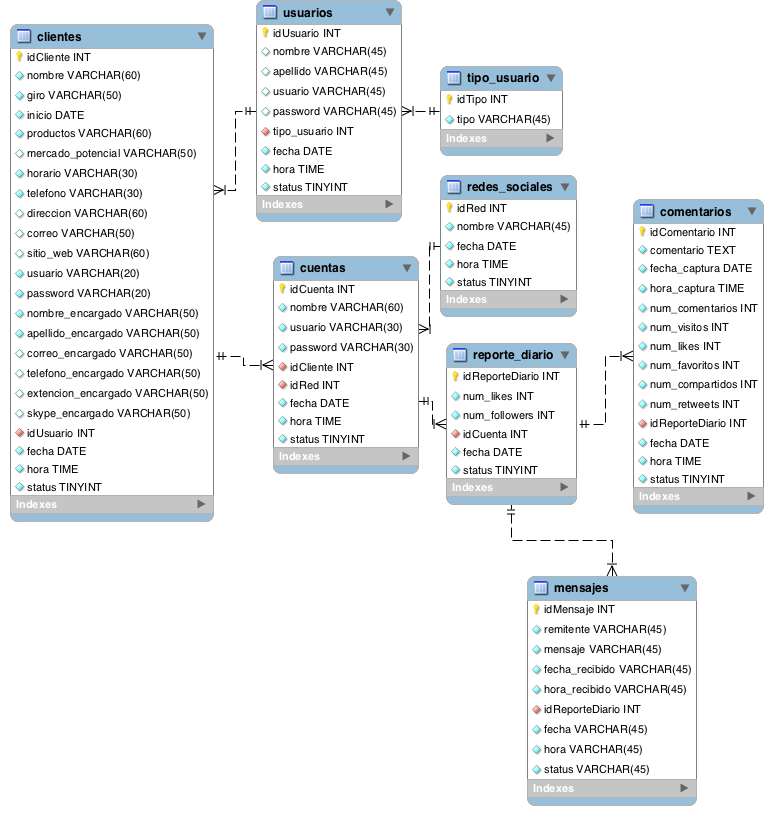 clientes
idCliente INT
nombre VARCHAR(60)
giro VARCHAR(50)
inicio DATE
productos VARCHAR(60)
mercado_potencial VARCHAR(50)
horario VARCHAR(30)
telefono VARCHAR(30)
direccion VARCHAR(60)
correo VARCHAR(50)
sitio_web VARCHAR(60)
usuario VARCHAR(20)
password VARCHAR(20)
nombre_encargado VARCHAR(50)
apellido_encargado VARCHAR(50)
correo_encargado VARCHAR(50)
telefono_encargado VARCHAR(50)
extencion_encargado VARCHAR(50)
skype_encargado VARCHAR(50)
idUsuario INT
fecha DATE
hora TIME
status TINYINT
Indexes
usuarios
idUsuario INT
nombre VARCHAR(45)
apellido VARCHAR(45)
usuario VARCHAR(45)
password VARCHAR(45)
tipo_usuario INT
fecha DATE
hora TIME
status TINYINT
Indexes
tipo_usuario
idTipo INT
tipo VARCHAR(45)
Indexes
redes_sociales
idRed INT
nombre VARCHAR(45)
fecha DATE
hora TIME
status TINYINT
Indexes
cuentas
idCuenta INT
nombre VARCHAR(60)
usuario VARCHAR(30)
password VARCHAR(30)
idCliente INT
idRed INT
fecha DATE
hora TIME
status TINYINT
Indexes
reporte_diario
idReporteDiario INT
num_likes INT
num_followers INT
idCuenta INT
fecha DATE
status TINYINT
Indexes
comentarios
idComentario INT
comentario TEXT
fecha_captura DATE
hora_captura TIME
num_comentarios INT
num_visitos INT
num_likes INT
num_favoritos INT
num_compartidos INT
num_retweets INT
idReporteDiario INT
fecha DATE
hora TIME
status TINYINT
Indexes
mensajes
idMensaje INT
remitente VARCHAR(45)
mensaje VARCHAR(45)
fecha_recibido VARCHAR(45)
hora_recibido VARCHAR(45)
idReporteDiario INT
fecha VARCHAR(45)
hora VARCHAR(45)
status VARCHAR(45)
Indexes